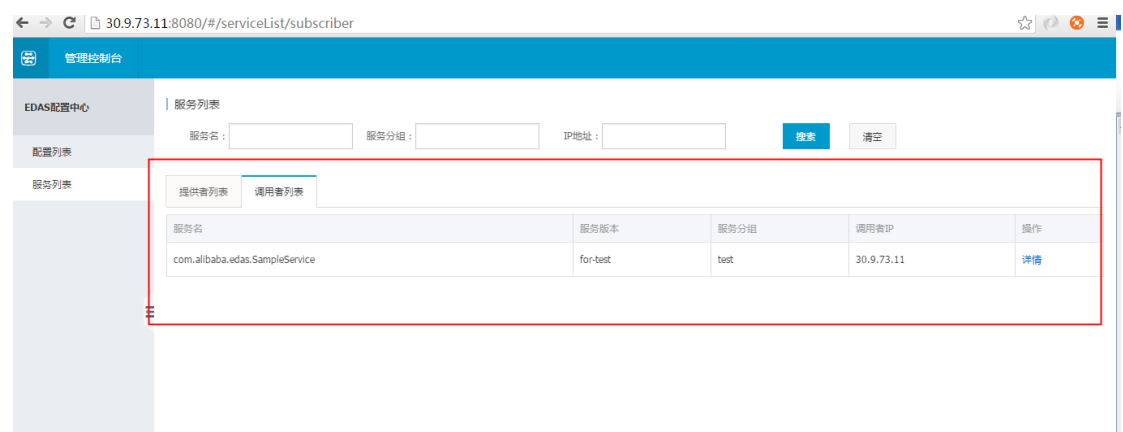 30.9.73.11:8080/#/serviceList/subscriber
管理控制台
EDAS配置中心
配置列表
服务列表
服务列表
服务名： 服务分组： IP地址： 搜索 清空
提供者列表 调用者列表
服务名 服务版本 服务分组 调用者IP 操作
com.alibaba.edas.SampleService for-test test 30.9.73.11 详情